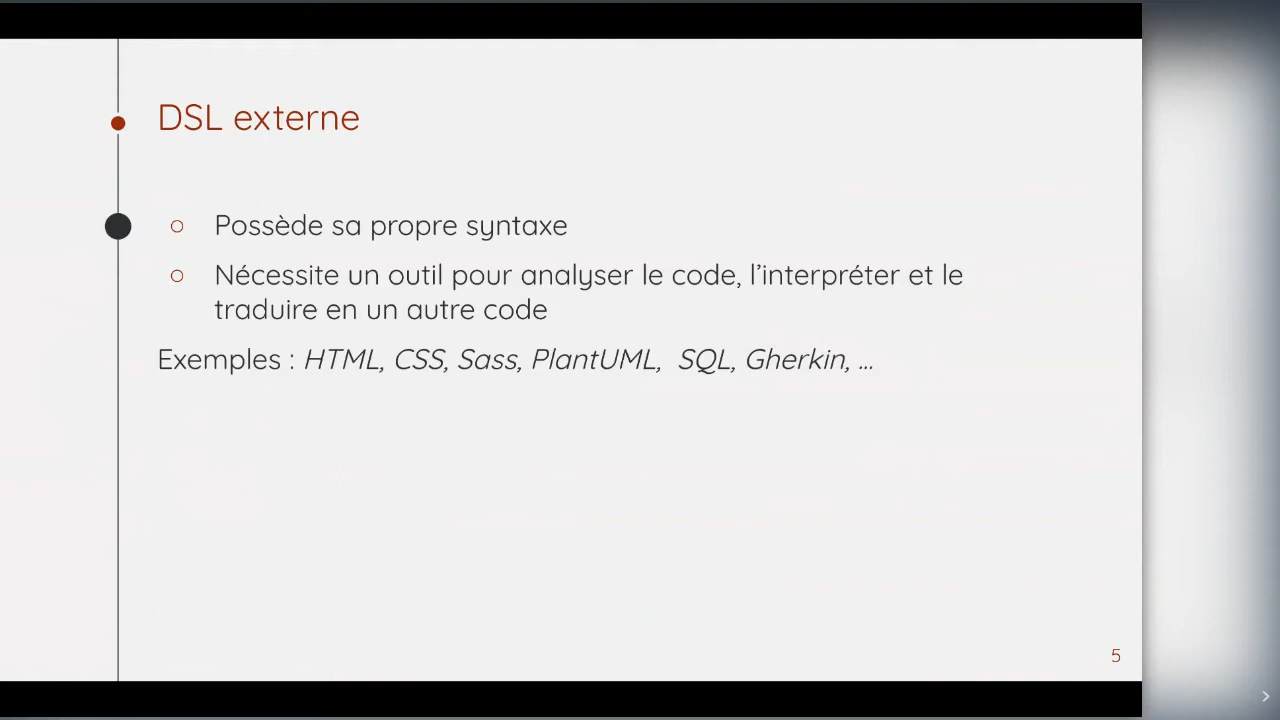 DSL externe
Possède sa propre syntaxe
Nécessite un outil pour analyser le code, l’interpréter et le
traduire en un autre code
Exemples : HTML, CSS, Sass, PlantUML, SQL, Gherkin, ...
5